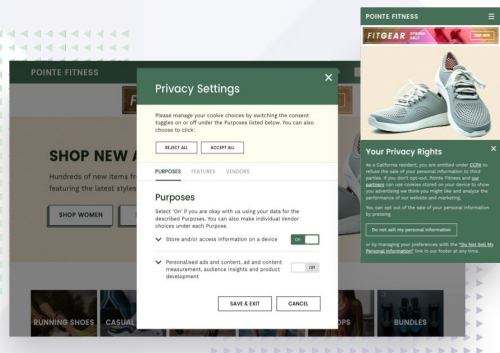 POINTE FITNESS
SHOP NEW A
Hundreds of new items fr
featuring the latest styles
SHOP WOMEN
RUNNING SHOES
CASUAL
OPS
BUNDLES
Privacy Settings
Please manage your cookie choices by switching the consent
toggles on or off under the Purposes listed below. You can also
choose to click:
REJECT ALL
ACCEPT ALL
PURPOSES
FEATURES
VENDORS
Purposes
Select 'On' if you are okay with us using your data for the
described Purposes. You can also make individual Vendor
choices under each Purpose.
Store and/or access information on a device
On
Personalised ads and content, ad and content
measurement, audience insights and product
development
Off
SAVE & EXIT
CANCEL
POINTE FITNESS
FITGEAR SPRING
SALE
SHOP NOW
Your Privacy Rights
As a California resident, you are entitled under CCPA to
refuse the sale of your personal information to third
parties. If you don't opt-out, Pointe Fitness and our
partners can use cookies stored on your device to show
you advertising we think you might like and analyze the
performance of our website and marketing.
You can opt out of the sale of your personal information
by pressing
Do not sell my personal information
or by managing your preferences with the "Do Not Sell My
Personal Information" link in our footer at any time.